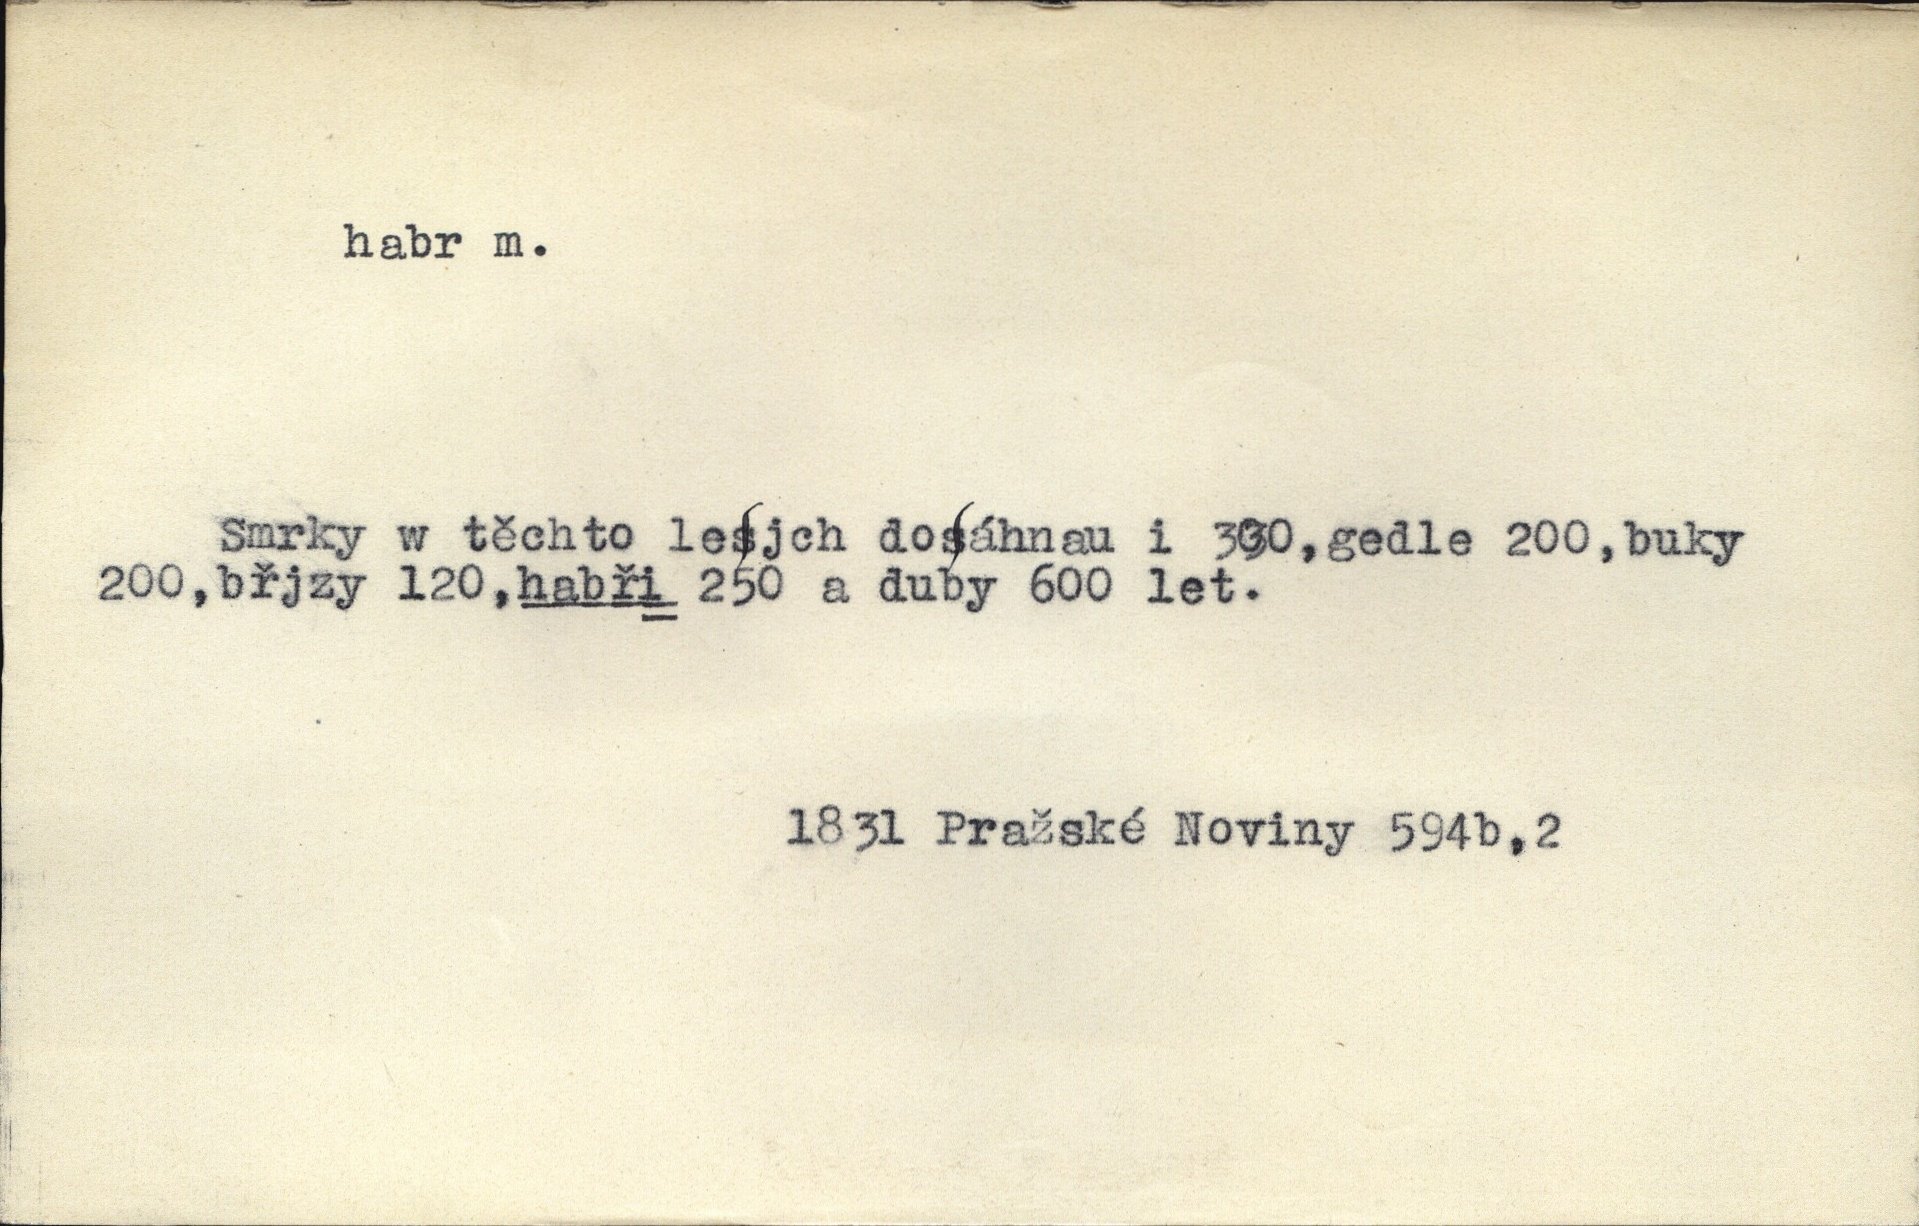 habr m.
Smrky w těchto leſjch doſáhnau i 300,gedle 200,buky
200,břjzy 120,habři 250 a duby 600 let.
1831 Pražské Noviny 594b,2